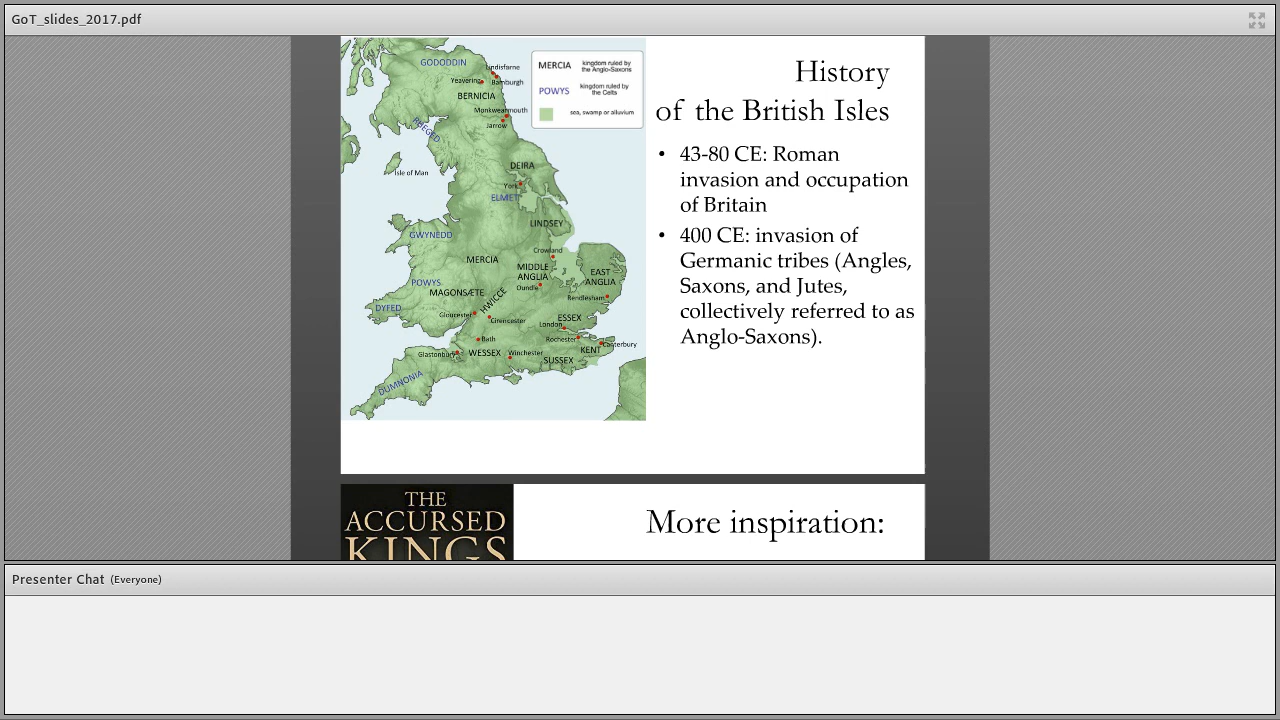 GoT_slides_2017.pdf
GODODDIN
Lindisfarne
Yeavering
Bamburgh
BERNICIA
Monkwearmouth
Jarrow
RHEGED
Isle of Man
DEIRA
York
ELMET
LINDSEY
GWYNEDD
Crowland
MERCIA
MIDDLE
ANGLIA
EAST
ANGLIA
POWYS
MAGONSÆTE
HWICCE
Oundle
Rendlesham
DYFED
Gloucester
Cirencester
ESSEX
London
Rochester
Canterbury
KENT
Bath
Glastonbury
WESSEX
Winchester
SUSSEX
DUMNONIA
MERCIA
kingdom ruled by
the Anglo-Saxons
POWYS
kingdom ruled by
the Celts
sea, swamp or alluvium
History
of the British Isles
• 43-80 CE: Roman
invasion and occupation
of Britain
• 400 CE: invasion of
Germanic tribes (Angles,
Saxons, and Jutes,
collectively referred to as
Anglo-Saxons).
THE
ACCURSED
KINGS
More inspiration:
Presenter Chat (Everyone)